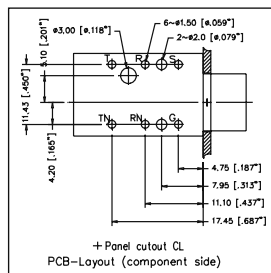 ø3.00 [ø.118"]
6~ø1.50 [ø.059"]
2~ø2.0 [ø.079"]
T R S
5.10 [.201"]
11.43 [.450"]
4.20 [.165"]
TN RN G
4.75 [.187"]
7.95 [.313"]
11.10 [.437"]
17.45 [.687"]
Panel cutout CL
PCB-Layout (component side)